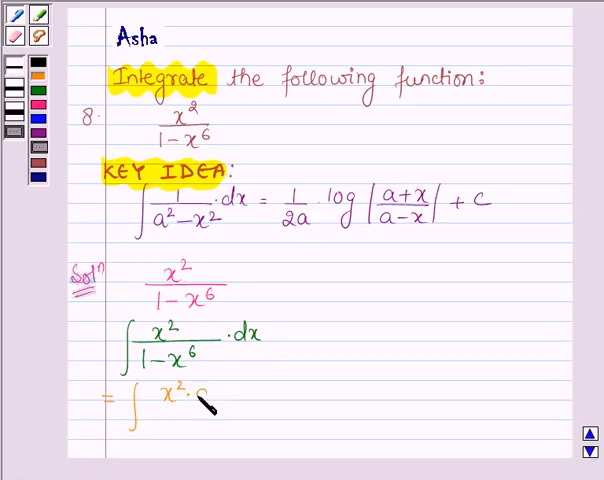 Asha
Integrate the following function:
8. x²/(1-x⁶)
KEY IDEA:
∫ 1/(a²-x²) · dx = 1/2a · log |(a+x)/(a-x)| + C
Solⁿ x²/(1-x⁶)
∫ x²/(1-x⁶) · dx
= ∫ x² ·